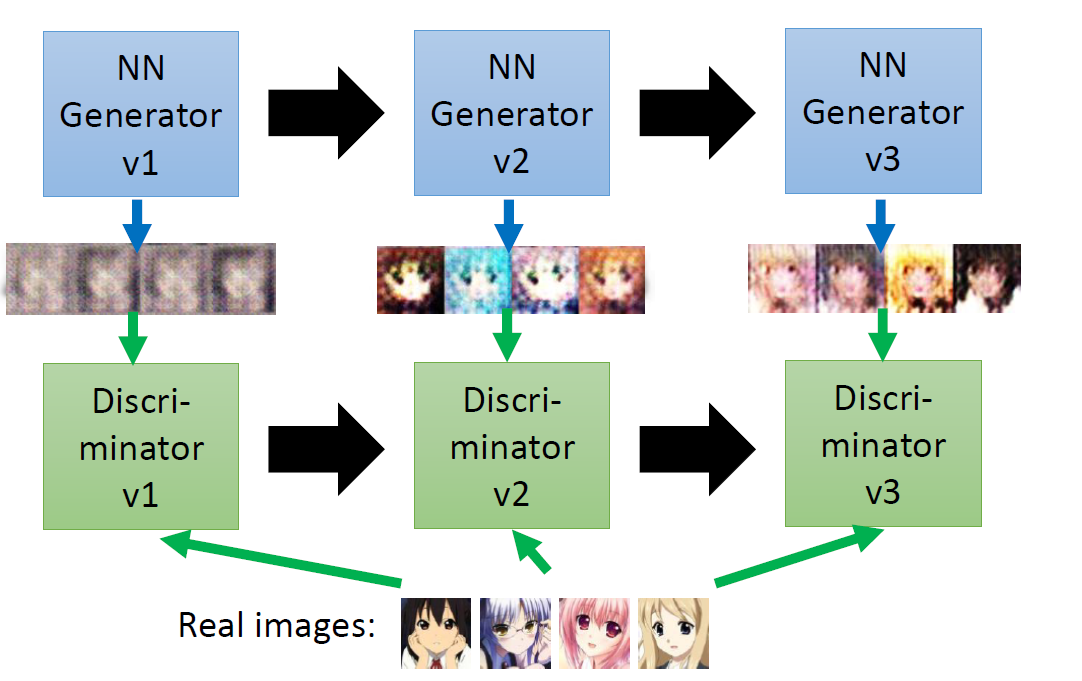 NN
Generator
v1
NN
Generator
v2
NN
Generator
v3
Discri-
minator
v1
Discri-
minator
v2
Discri-
minator
v3
Real images: